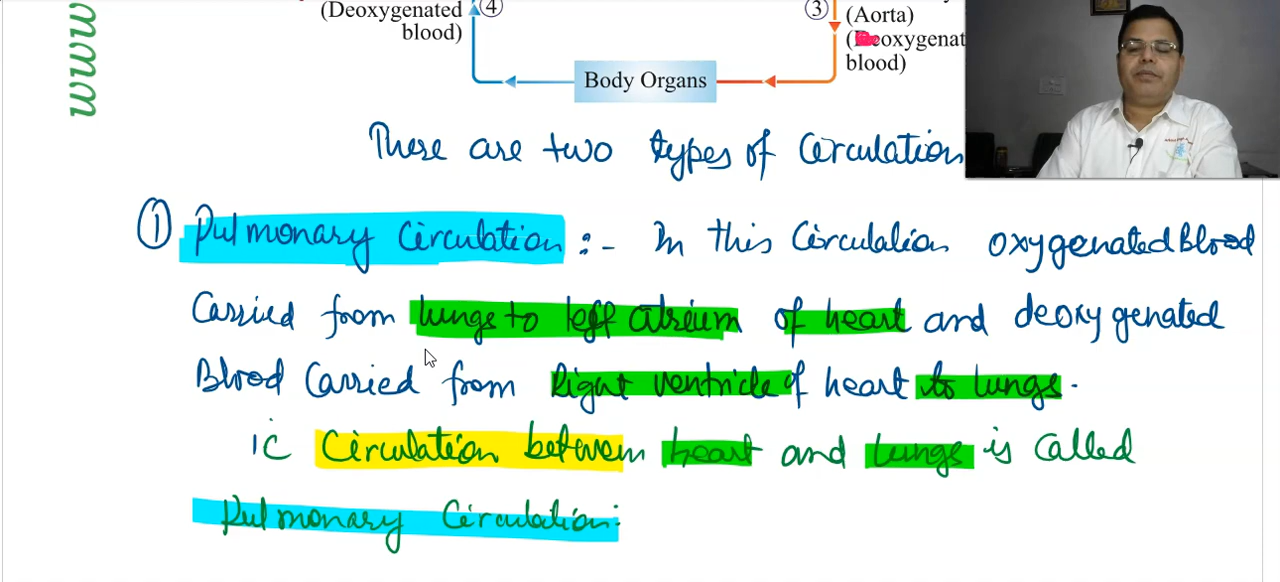 www
(Deoxygenated
blood)
④
③
(Aorta)
(Deoxygenat
blood)
Body Organs
There are two types of Circulation
① Pulmonary Circulation :- In this Circulation oxygenated Blood
Carried from lungs to left atrium of heart and deoxygenated
Blood Carried from Right ventricle of heart to lungs.
ie Circulation between heart and lungs is called
Pulmonary Circulation.